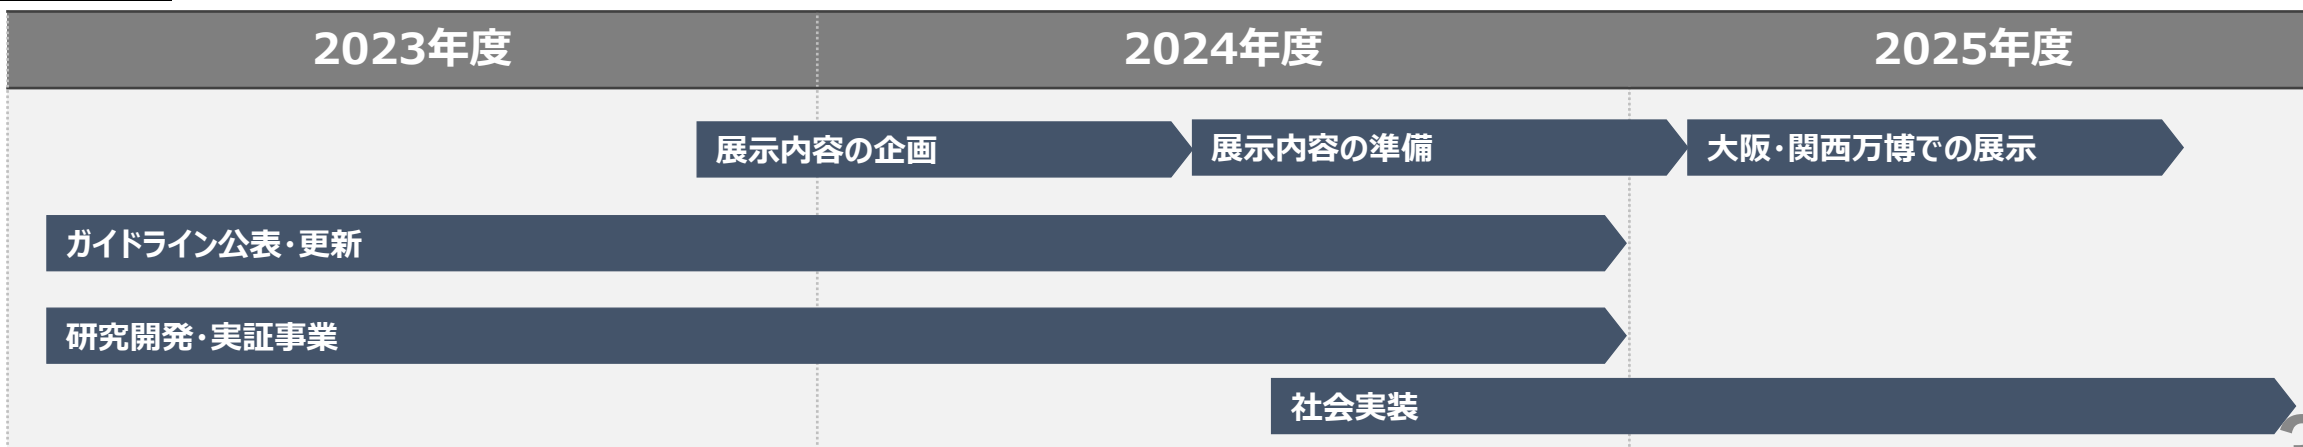 2023年度 2024年度 2025年度
展示内容の企画 展示内容の準備 大阪・関西万博での展示
ガイドライン公表・更新
研究開発・実証事業
社会実装